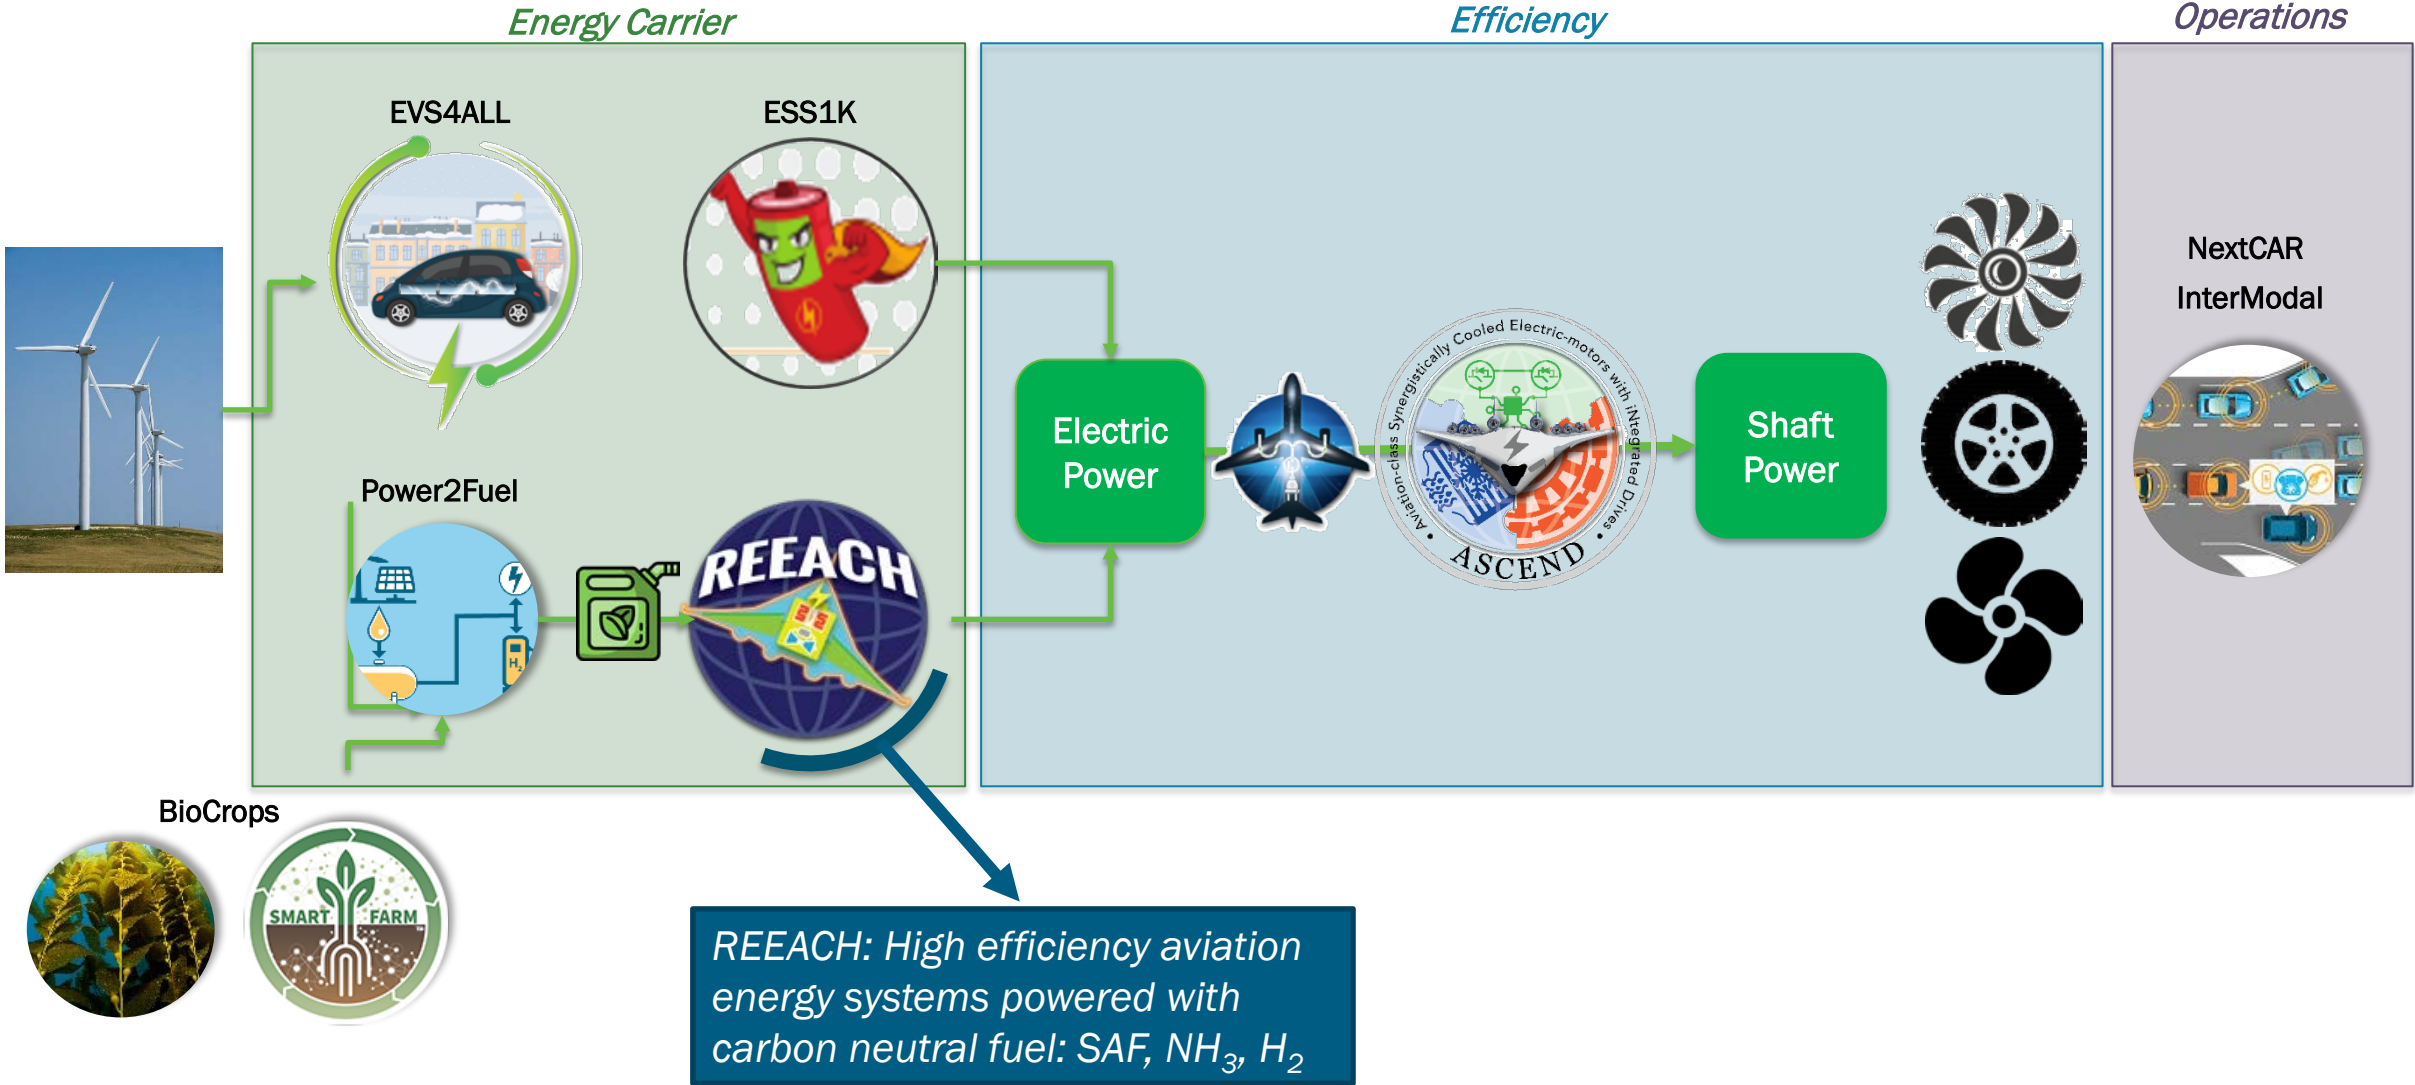 Energy Carrier
Efficiency
Operations
EVS4ALL
ESS1K
NextCAR
InterModal
Aviation-class Synergistically Cooled Electric-motors with iNtegrated Drives
• ASCEND •
Electric
Power
Shaft
Power
Power2Fuel
H2
REEACH
BioCrops
SMART FARM
REEACH: High efficiency aviation
energy systems powered with
carbon neutral fuel: SAF, NH3, H2